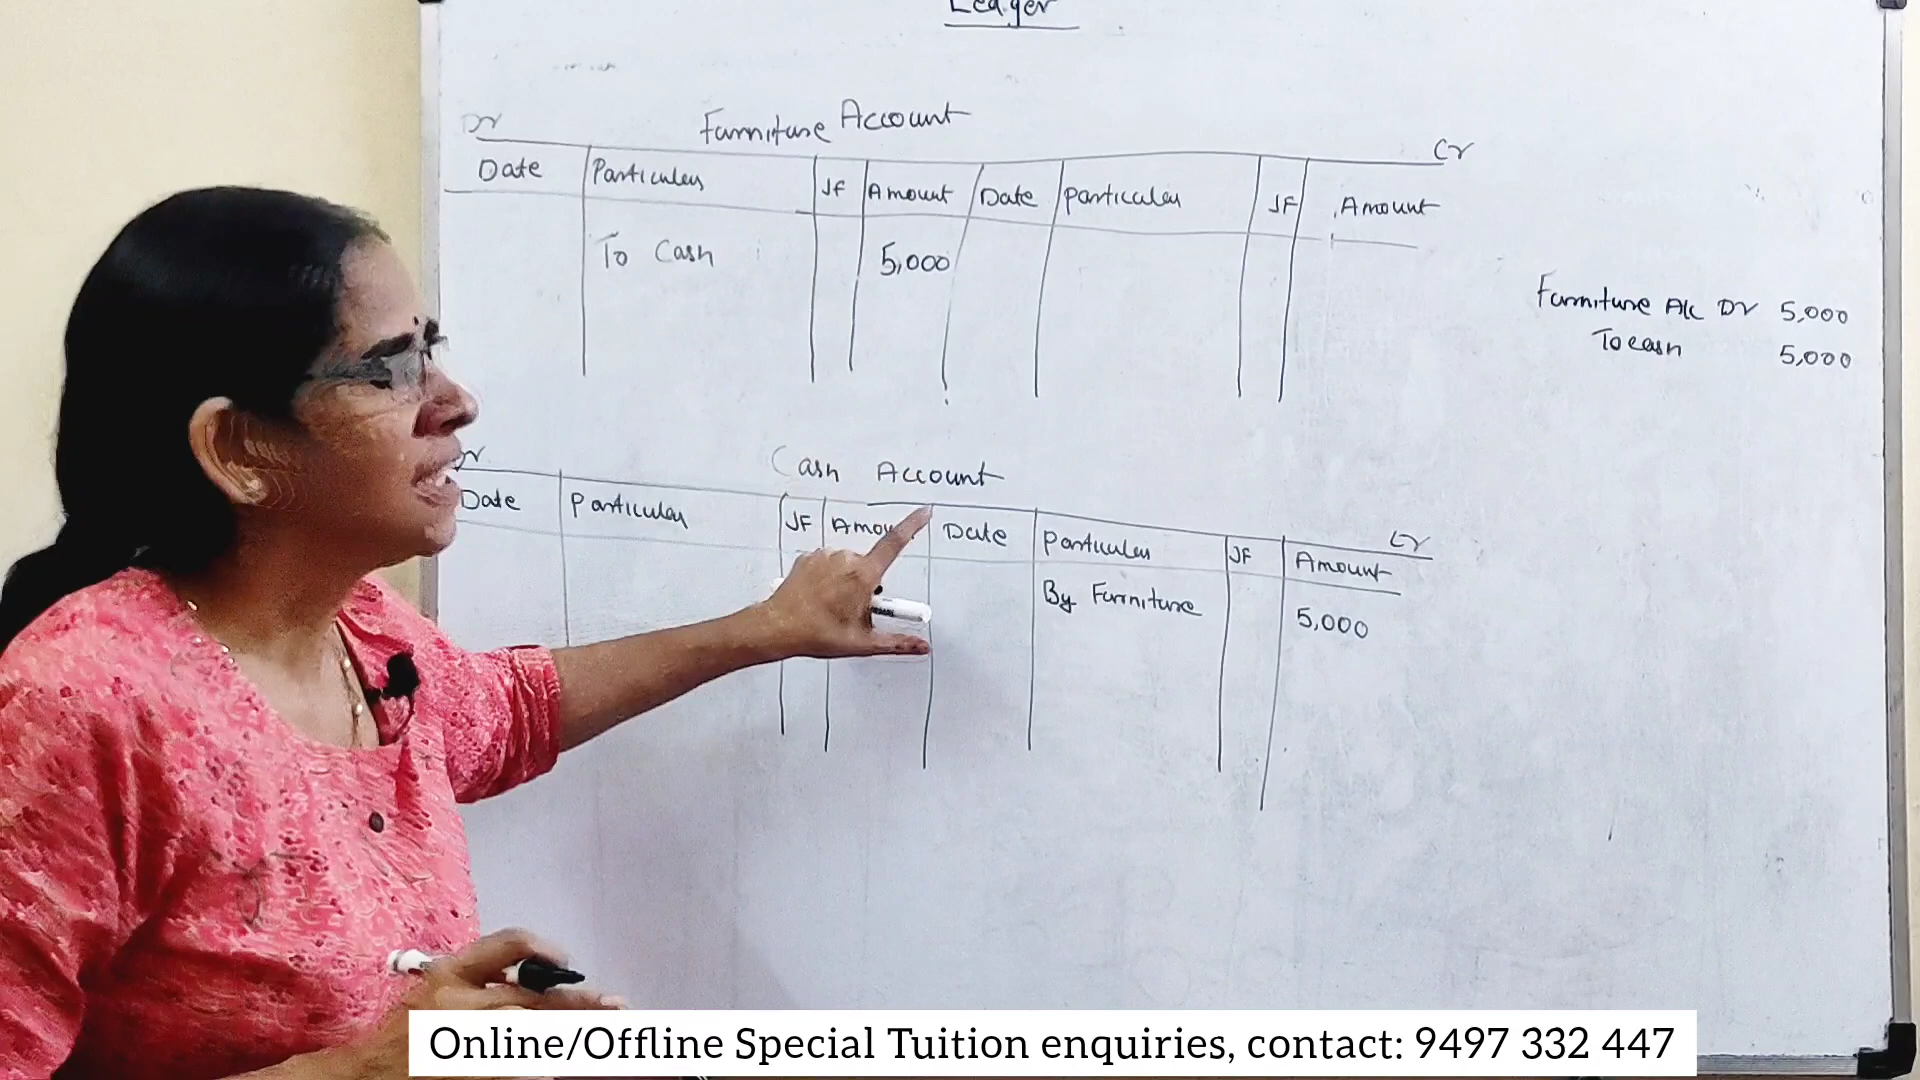 Ledger
Dr Furniture Account Cr
Date Particulars JF Amount Date Particulars JF Amount
To Cash 5,000
Furniture A/c Dr 5,000
To cash 5,000
Dr Cash Account Cr
Date Particulars JF Amou Date Particulars JF Amount
By Furniture 5,000
Online/Offline Special Tuition enquiries, contact: 9497 332 447